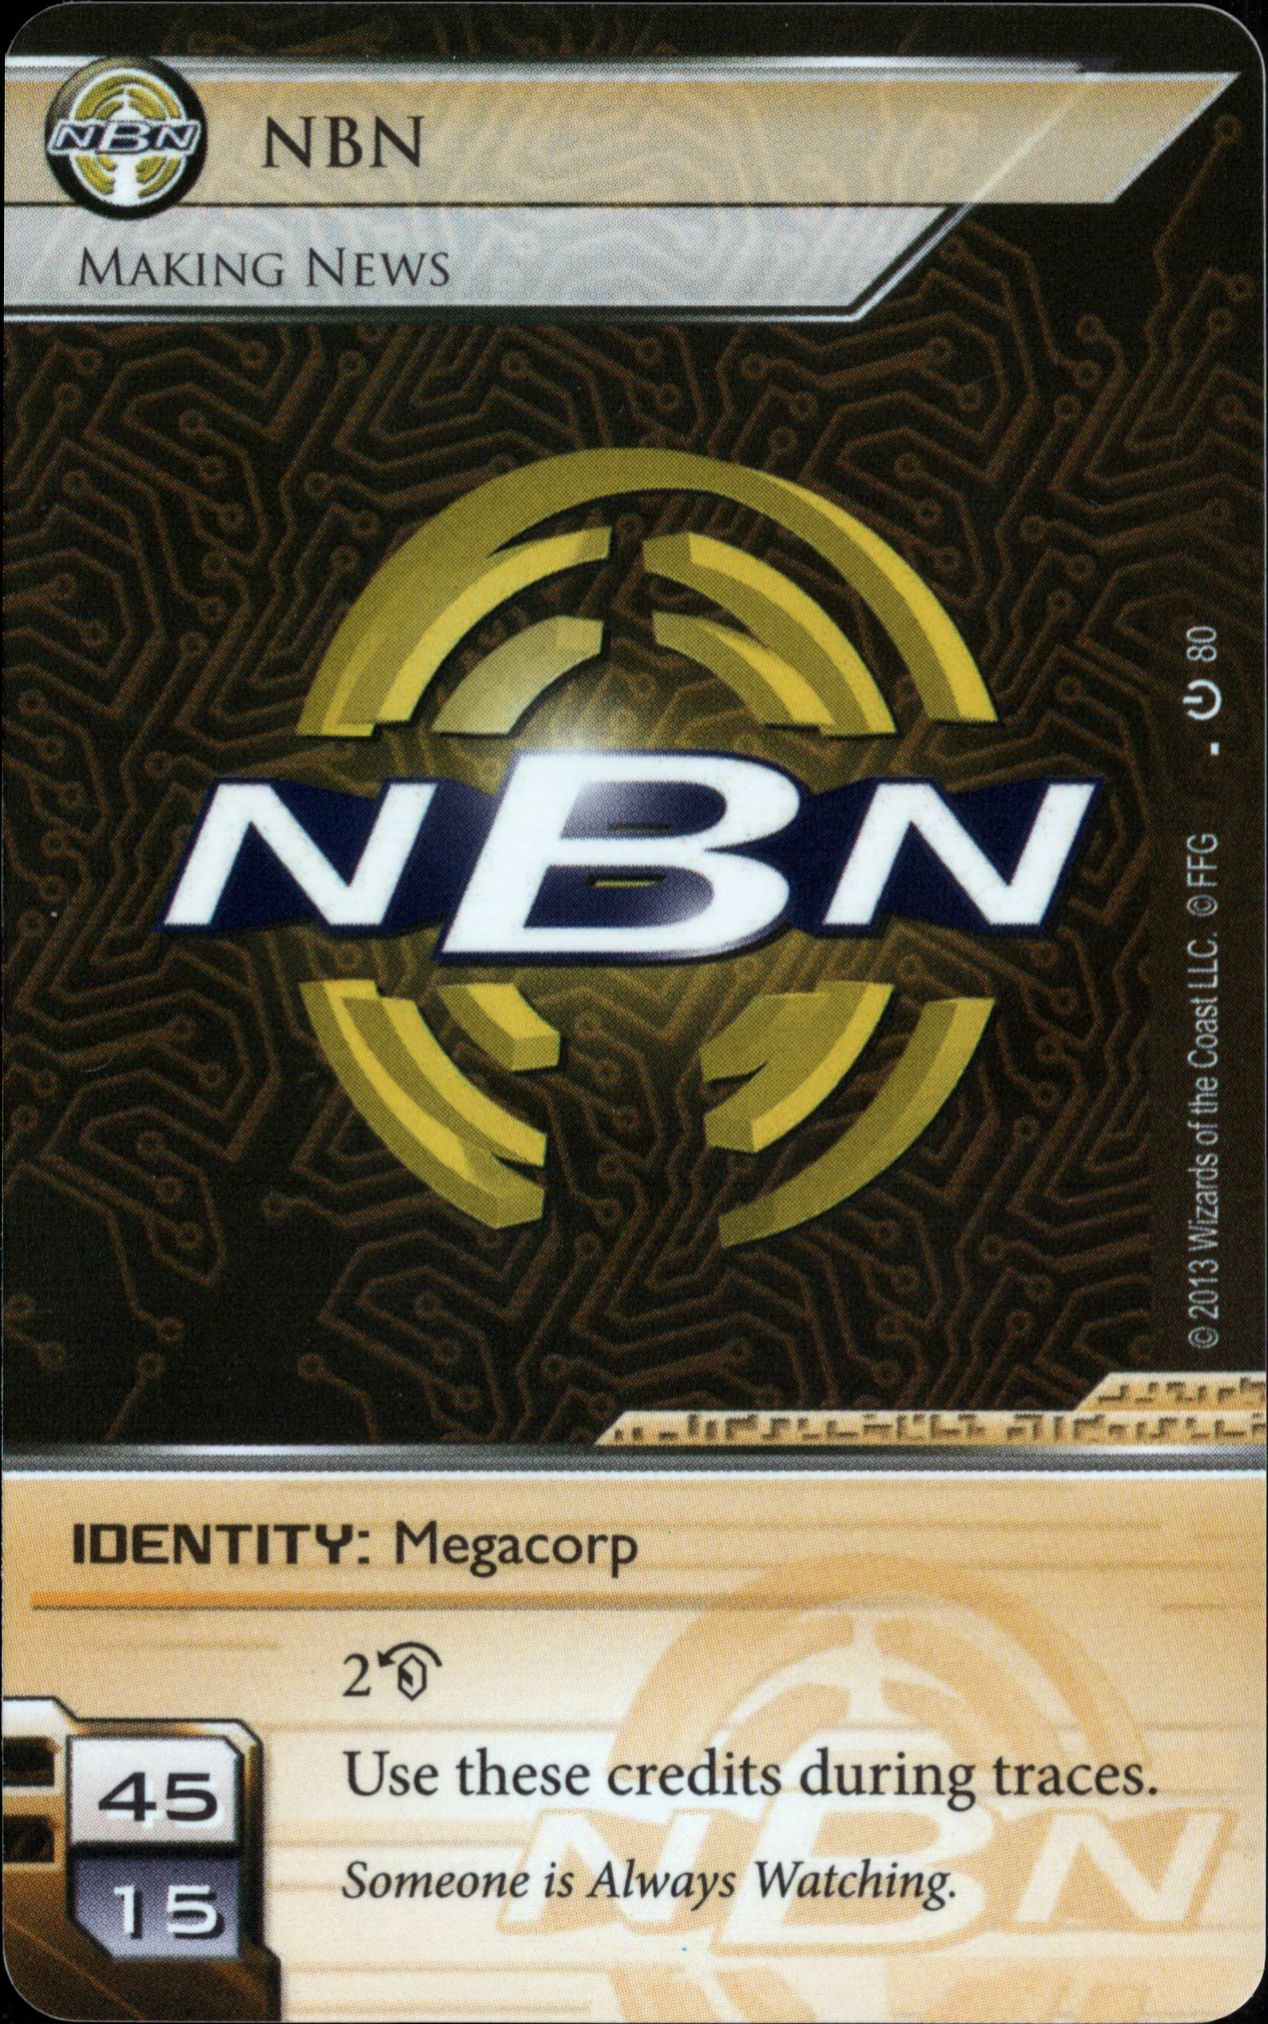 NBN
NBN
MAKING NEWS
NBN
© 2013 Wizards of the Coast LLC. © FFG - 80
IDENTITY: Megacorp
2
Use these credits during traces.
Someone is Always Watching.
45
15
NBN